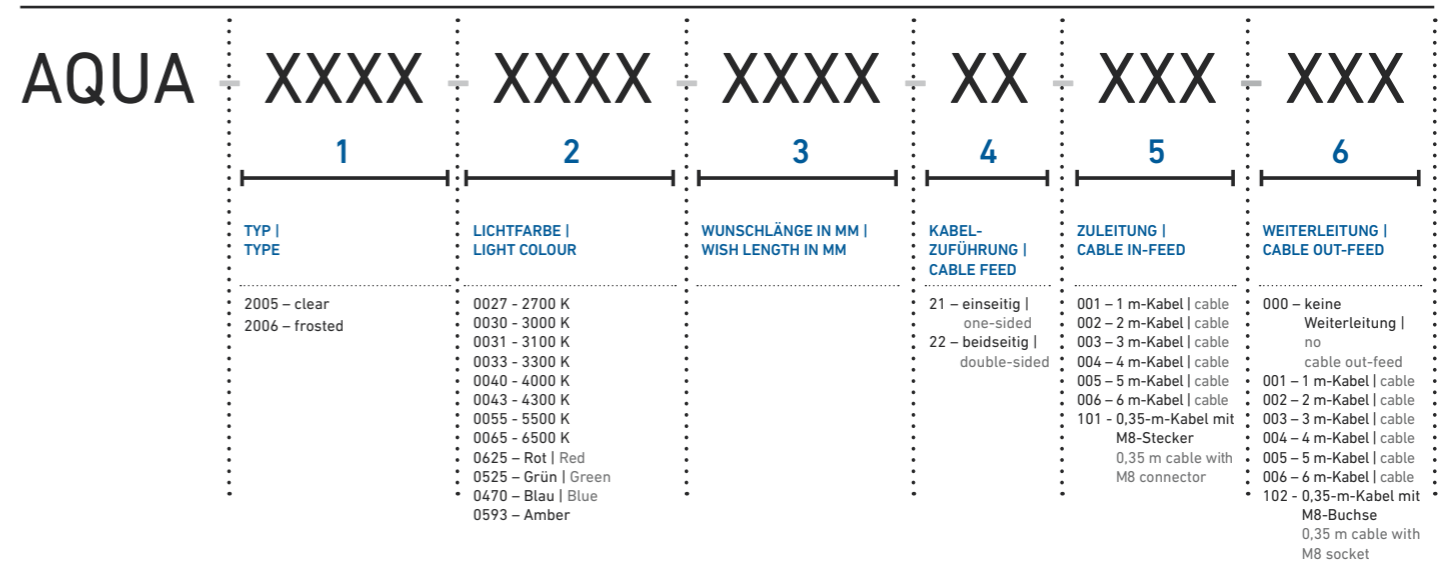 AQUA - XXXX - XXXX - XXXX - XX - XXX - XXX
1
2
3
4
5
6
TYP |
TYPE
2005 – clear
2006 – frosted
LICHTFARBE |
LIGHT COLOUR
0027 - 2700 K
0030 - 3000 K
0031 - 3100 K
0033 - 3300 K
0040 - 4000 K
0043 - 4300 K
0055 - 5500 K
0065 - 6500 K
0625 – Rot | Red
0525 – Grün | Green
0470 – Blau | Blue
0593 – Amber
WUNSCHLÄNGE IN MM |
WISH LENGTH IN MM
KABEL-
ZUFÜHRUNG |
CABLE FEED
21 – einseitig |
one-sided
22 – beidseitig |
double-sided
ZULEITUNG |
CABLE IN-FEED
001 – 1 m-Kabel | cable
002 – 2 m-Kabel | cable
003 – 3 m-Kabel | cable
004 – 4 m-Kabel | cable
005 – 5 m-Kabel | cable
006 – 6 m-Kabel | cable
101 - 0,35-m-Kabel mit
M8-Stecker
0,35 m cable with
M8 connector
WEITERLEITUNG |
CABLE OUT-FEED
000 – keine
Weiterleitung |
no
cable out-feed
001 – 1 m-Kabel | cable
002 – 2 m-Kabel | cable
003 – 3 m-Kabel | cable
004 – 4 m-Kabel | cable
005 – 5 m-Kabel | cable
006 – 6 m-Kabel | cable
102 - 0,35-m-Kabel mit
M8-Buchse
0,35 m cable with
M8 socket